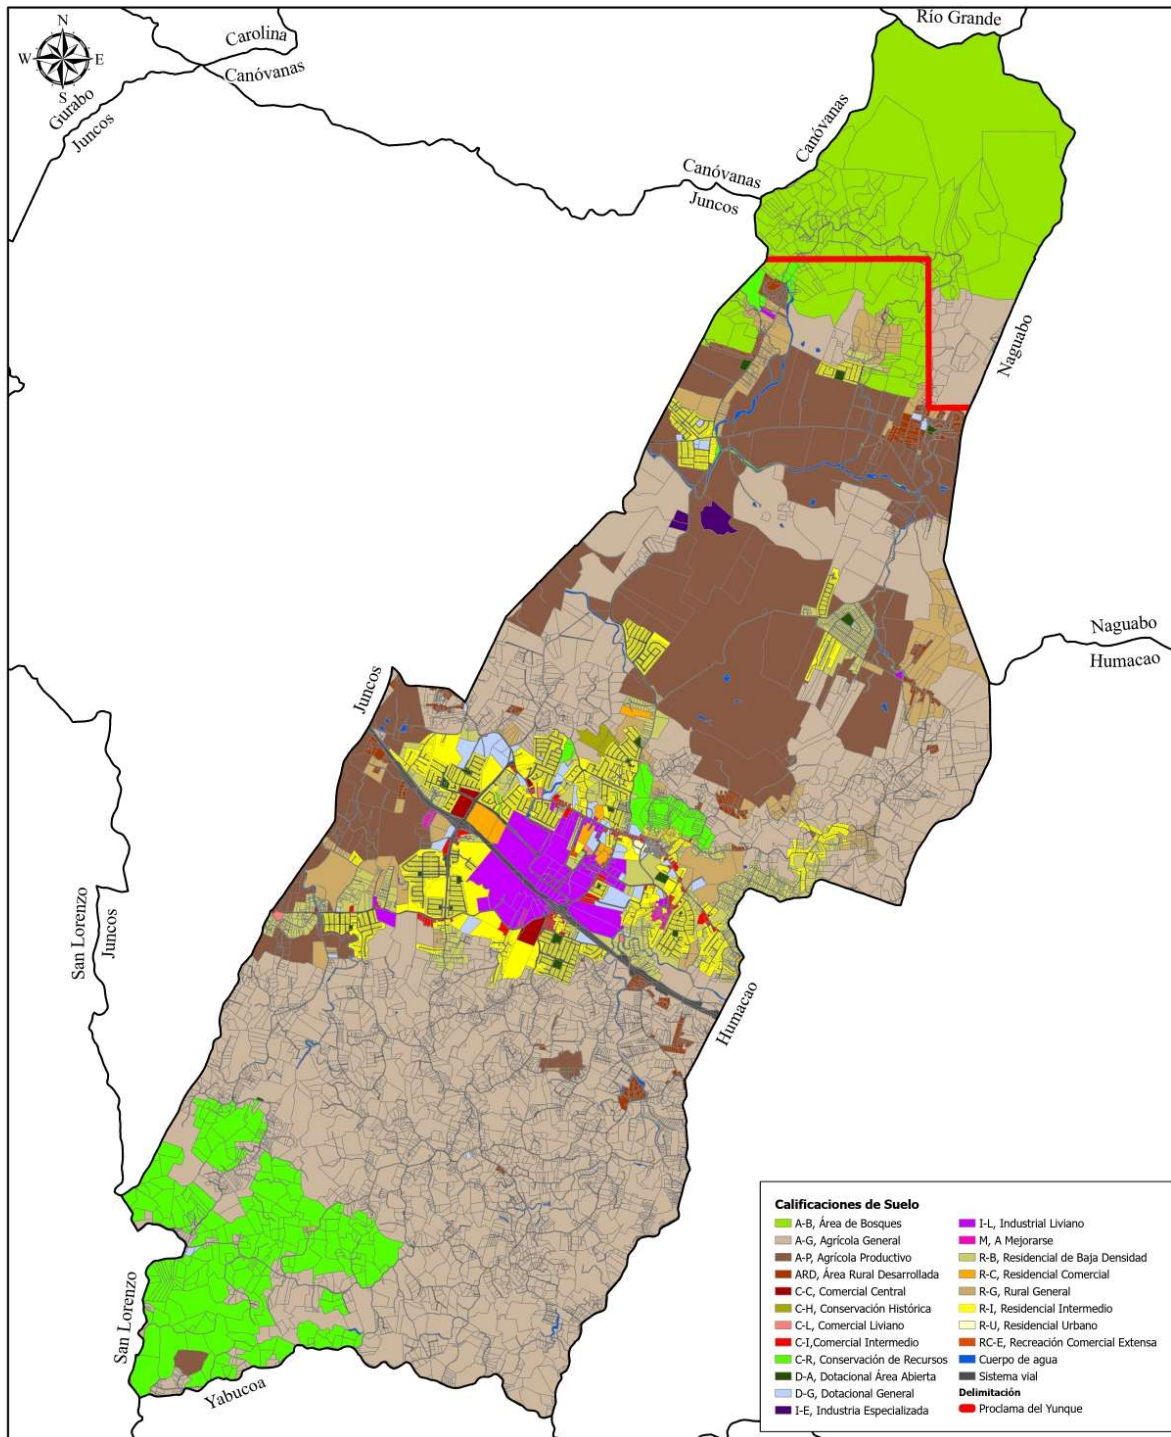 Río Grande
N
W
E
S
Carolina
Canóvanas
Gurabo
Juncos
Canóvanas
Canóvanas
Juncos
Naguabo
Naguabo
Humacao
Juncos
San Lorenzo
Juncos
Humacao
San Lorenzo
Yabucoa
Calificaciones de Suelo
A-B, Área de Bosques
A-G, Agrícola General
A-P, Agrícola Productivo
ARD, Área Rural Desarrollada
C-C, Comercial Central
C-H, Conservación Histórica
C-L, Comercial Liviano
C-I,Comercial Intermedio
C-R, Conservación de Recursos
D-A, Dotacional Área Abierta
D-G, Dotacional General
I-E, Industria Especializada
I-L, Industrial Liviano
M, A Mejorarse
R-B, Residencial de Baja Densidad
R-C, Residencial Comercial
R-G, Rural General
R-I, Residencial Intermedio
R-U, Residencial Urbano
RC-E, Recreación Comercial Extensa
Cuerpo de agua
Sistema vial
Delimitación
Proclama del Yunque